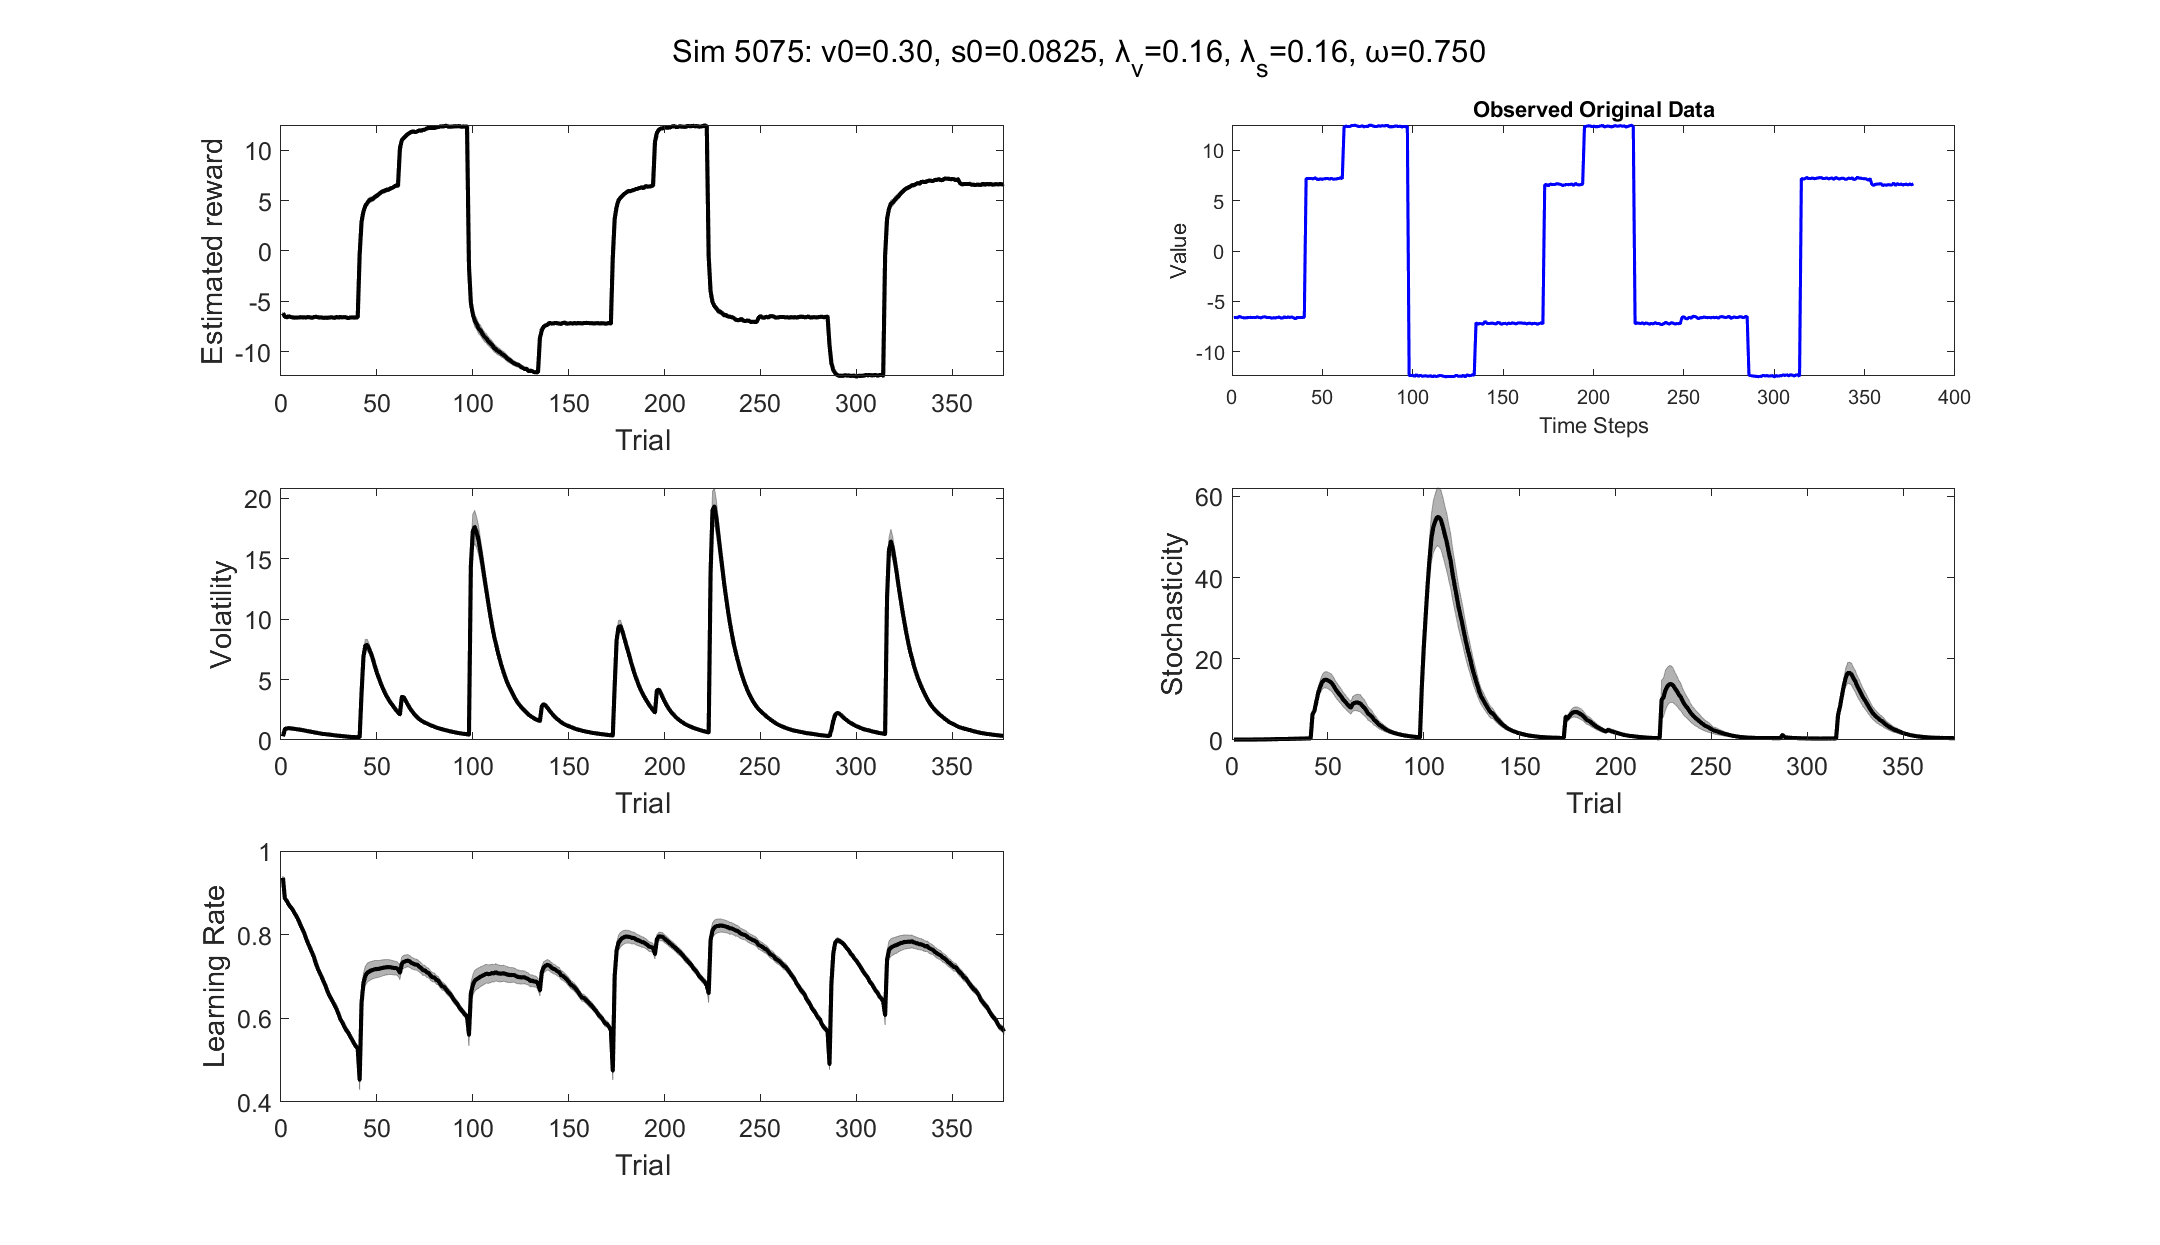 Sim 5075: v0=0.30, s0=0.0825, λv=0.16, λs=0.16, ω=0.750
Estimated reward
10
5
0
-5
-10
0 50 100 150 200 250 300 350
Trial
Observed Original Data
Value
10
5
0
-5
-10
0 50 100 150 200 250 300 350 400
Time Steps
Volatility
20
15
10
5
0
0 50 100 150 200 250 300 350
Trial
Stochasticity
60
40
20
0
0 50 100 150 200 250 300 350
Trial
Learning Rate
1
0.8
0.6
0.4
0 50 100 150 200 250 300 350
Trial